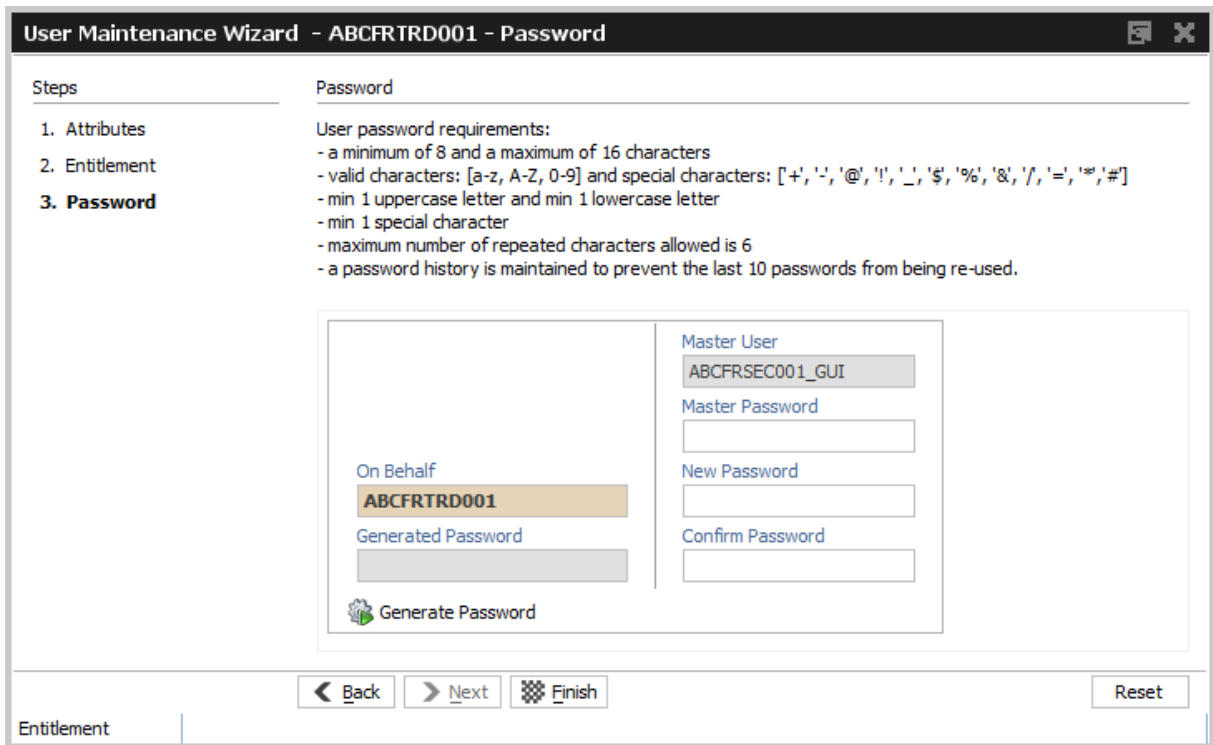 User Maintenance Wizard - ABCFRTRD001 - Password
Steps
1. Attributes
2. Entitlement
3. Password
Password
User password requirements:
- a minimum of 8 and a maximum of 16 characters
- valid characters: [a-z, A-Z, 0-9] and special characters: ['+', '-', '@', '!', '_', '$', '%', '&', '/', '=', '*','#']
- min 1 uppercase letter and min 1 lowercase letter
- min 1 special character
- maximum number of repeated characters allowed is 6
- a password history is maintained to prevent the last 10 passwords from being re-used.
On Behalf
ABCFRTRD001
Generated Password
Generate Password
Master User
ABCFRSEC001_GUI
Master Password
New Password
Confirm Password
Back
Next
Finish
Reset
Entitlement